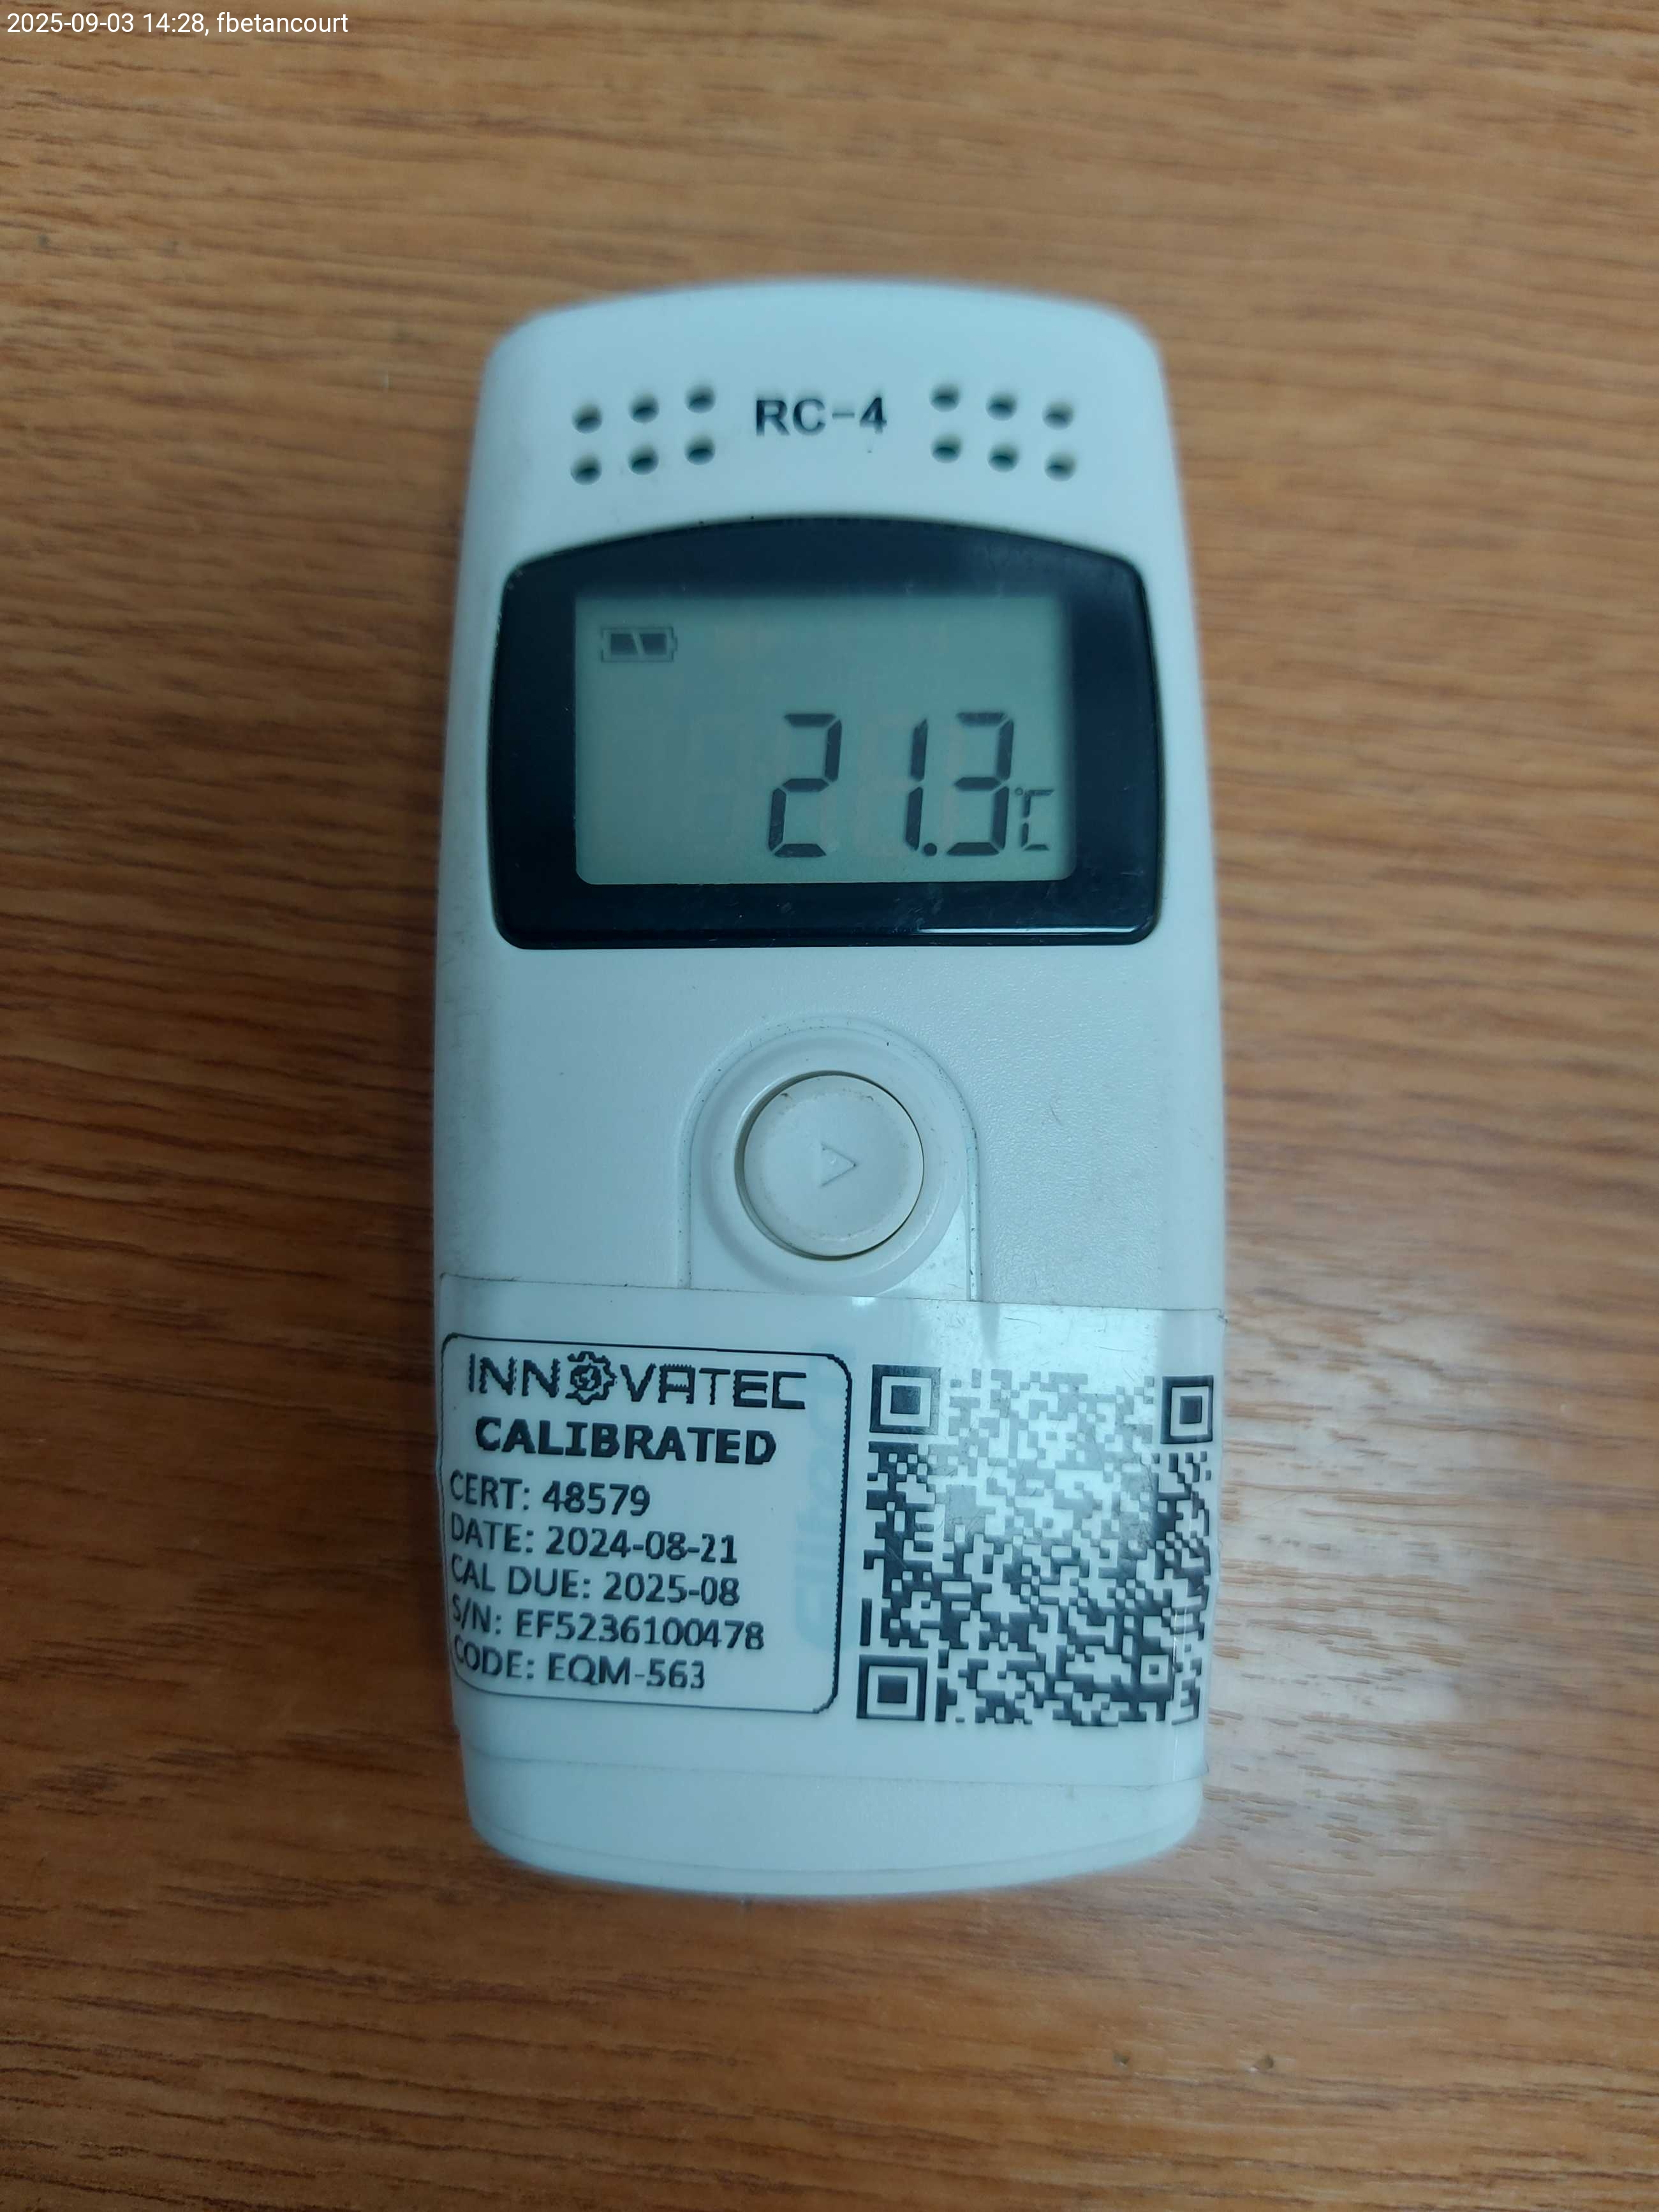 2025-09-03 14:28, fbetancourt
RC-4
21.3°C
INNOVATEC
CALIBRATED
CERT: 48579
DATE: 2024-08-21
CAL DUE: 2025-08
S/N: EF5236100478
CODE: EQM-563